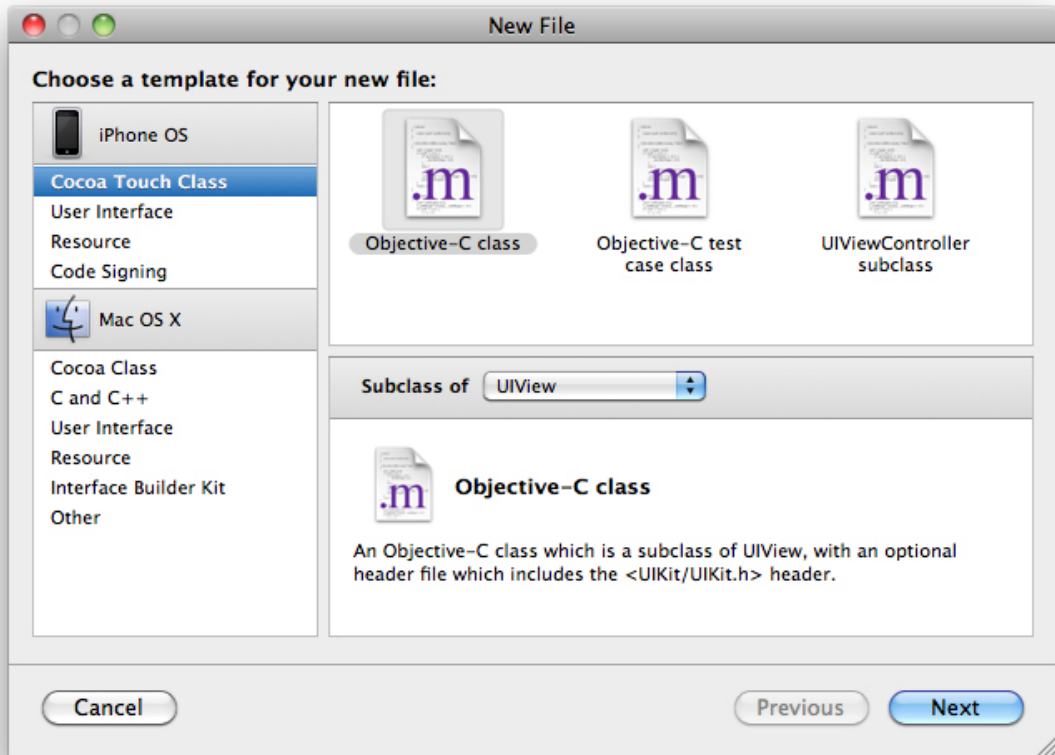 New File
Choose a template for your new file:
iPhone OS
Cocoa Touch Class
User Interface
Resource
Code Signing
Mac OS X
Cocoa Class
C and C++
User Interface
Resource
Interface Builder Kit
Other
.m
Objective-C class
.m
Objective-C test
case class
.m
UIViewController
subclass
Subclass of UIView
.m
Objective-C class
An Objective-C class which is a subclass of UIView, with an optional
header file which includes the <UIKit/UIKit.h> header.
Cancel
Previous
Next